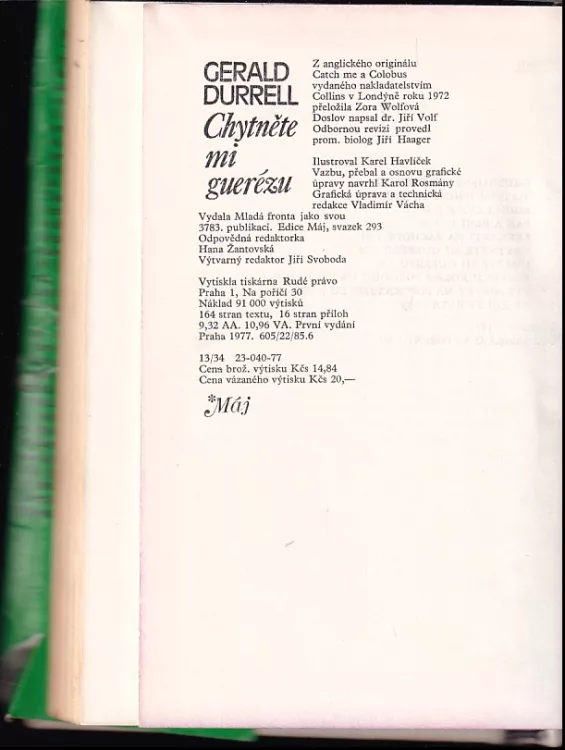 GERALD
DURRELL
Chytněte
mi
guerézu
Z anglického originálu
Catch me a Colobus
vydaného nakladatelstvím
Collins v Londýně roku 1972
přeložila Zora Wolfová
Doslov napsal dr. Jiří Volf
Odbornou revizi provedl
prom. biolog Jiří Haager
Ilustroval Karel Havlíček
Vazbu, přebal a osnovu grafické
úpravy navrhl Karol Rosmány
Grafická úprava a technická
redakce Vladimír Vácha
Vydala Mladá fronta jako svou
3783. publikaci. Edice Máj, svazek 293
Odpovědná redaktorka
Hana Žantovská
Výtvarný redaktor Jiří Svoboda
Vytiskla tiskárna Rudé právo
Praha 1, Na poříčí 30
Náklad 91 000 výtisků
164 stran textu, 16 stran příloh
9,32 AA. 10,96 VA. První vydání
Praha 1977. 605/22/85.6
13/34 23-040-77
Cena brož. výtisku Kčs 14,84
Cena vázaného výtisku Kčs 20,—
*Máj